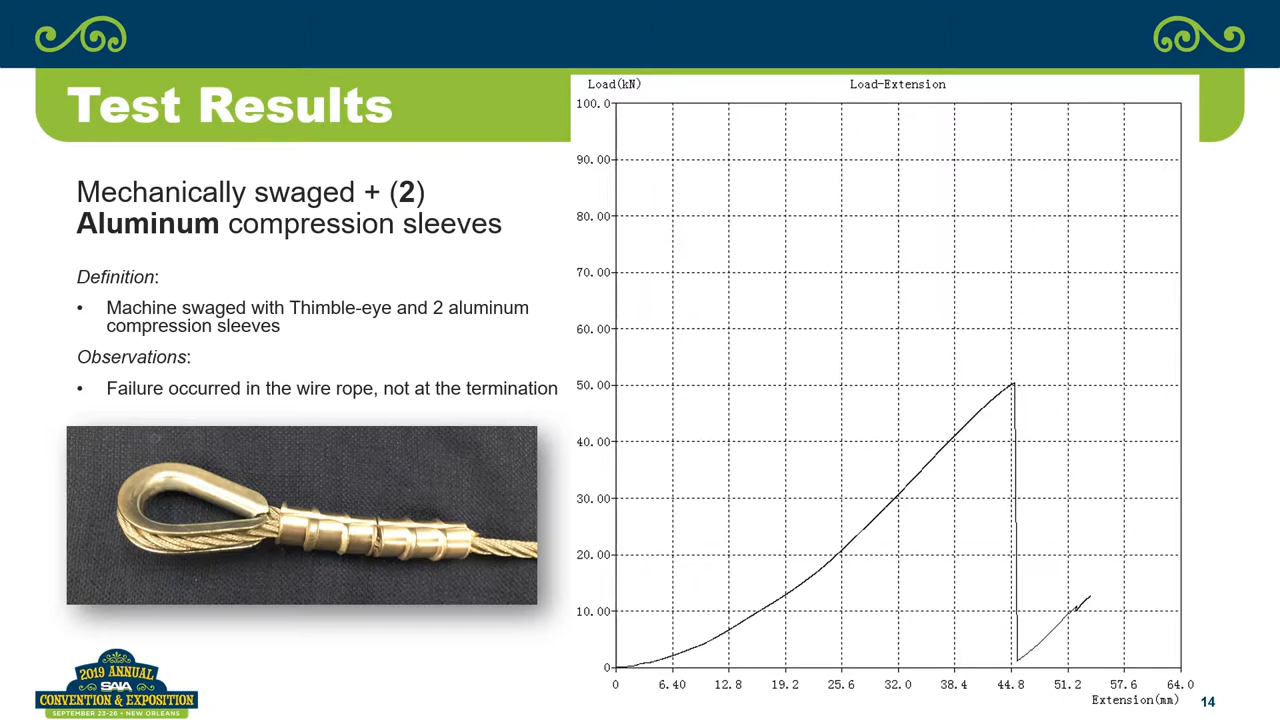 Test Results
Mechanically swaged + (2)
Aluminum compression sleeves
Definition:
• Machine swaged with Thimble-eye and 2 aluminum
compression sleeves
Observations:
• Failure occurred in the wire rope, not at the termination
Load(kN)
Load-Extension
100.0
90.00
80.00
70.00
60.00
50.00
40.00
30.00
20.00
10.00
0
0 6.40 12.8 19.2 25.6 32.0 38.4 44.8 51.2 57.6 64.0
Extension(mm)
2019 ANNUAL
SAIA
CONVENTION & EXPOSITION
SEPTEMBER 23-26 • NEW ORLEANS
14